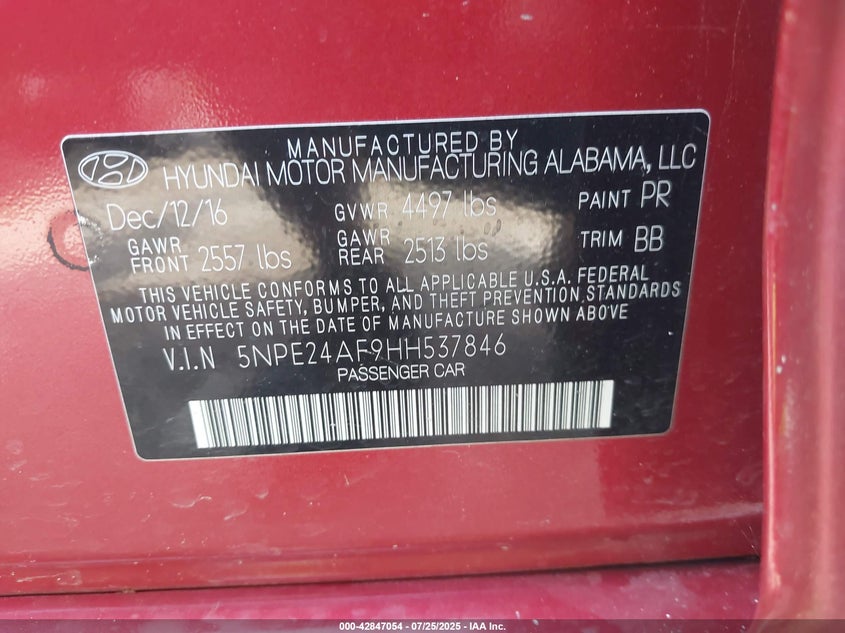 MANUFACTURED BY
HYUNDAI MOTOR MANUFACTURING ALABAMA, LLC
Dec/12/16 GVWR 4497 lbs PAINT PR
GAWR FRONT 2557 lbs GAWR REAR 2513 lbs TRIM BB
THIS VEHICLE CONFORMS TO ALL APPLICABLE U.S.A. FEDERAL
MOTOR VEHICLE SAFETY, BUMPER, AND THEFT PREVENTION STANDARDS
IN EFFECT ON THE DATE OF MANUFACTURE SHOWN ABOVE
V.I.N 5NPE24AF9HH537846
PASSENGER CAR
000-42847054 - 07/25/2025 - IAA Inc.